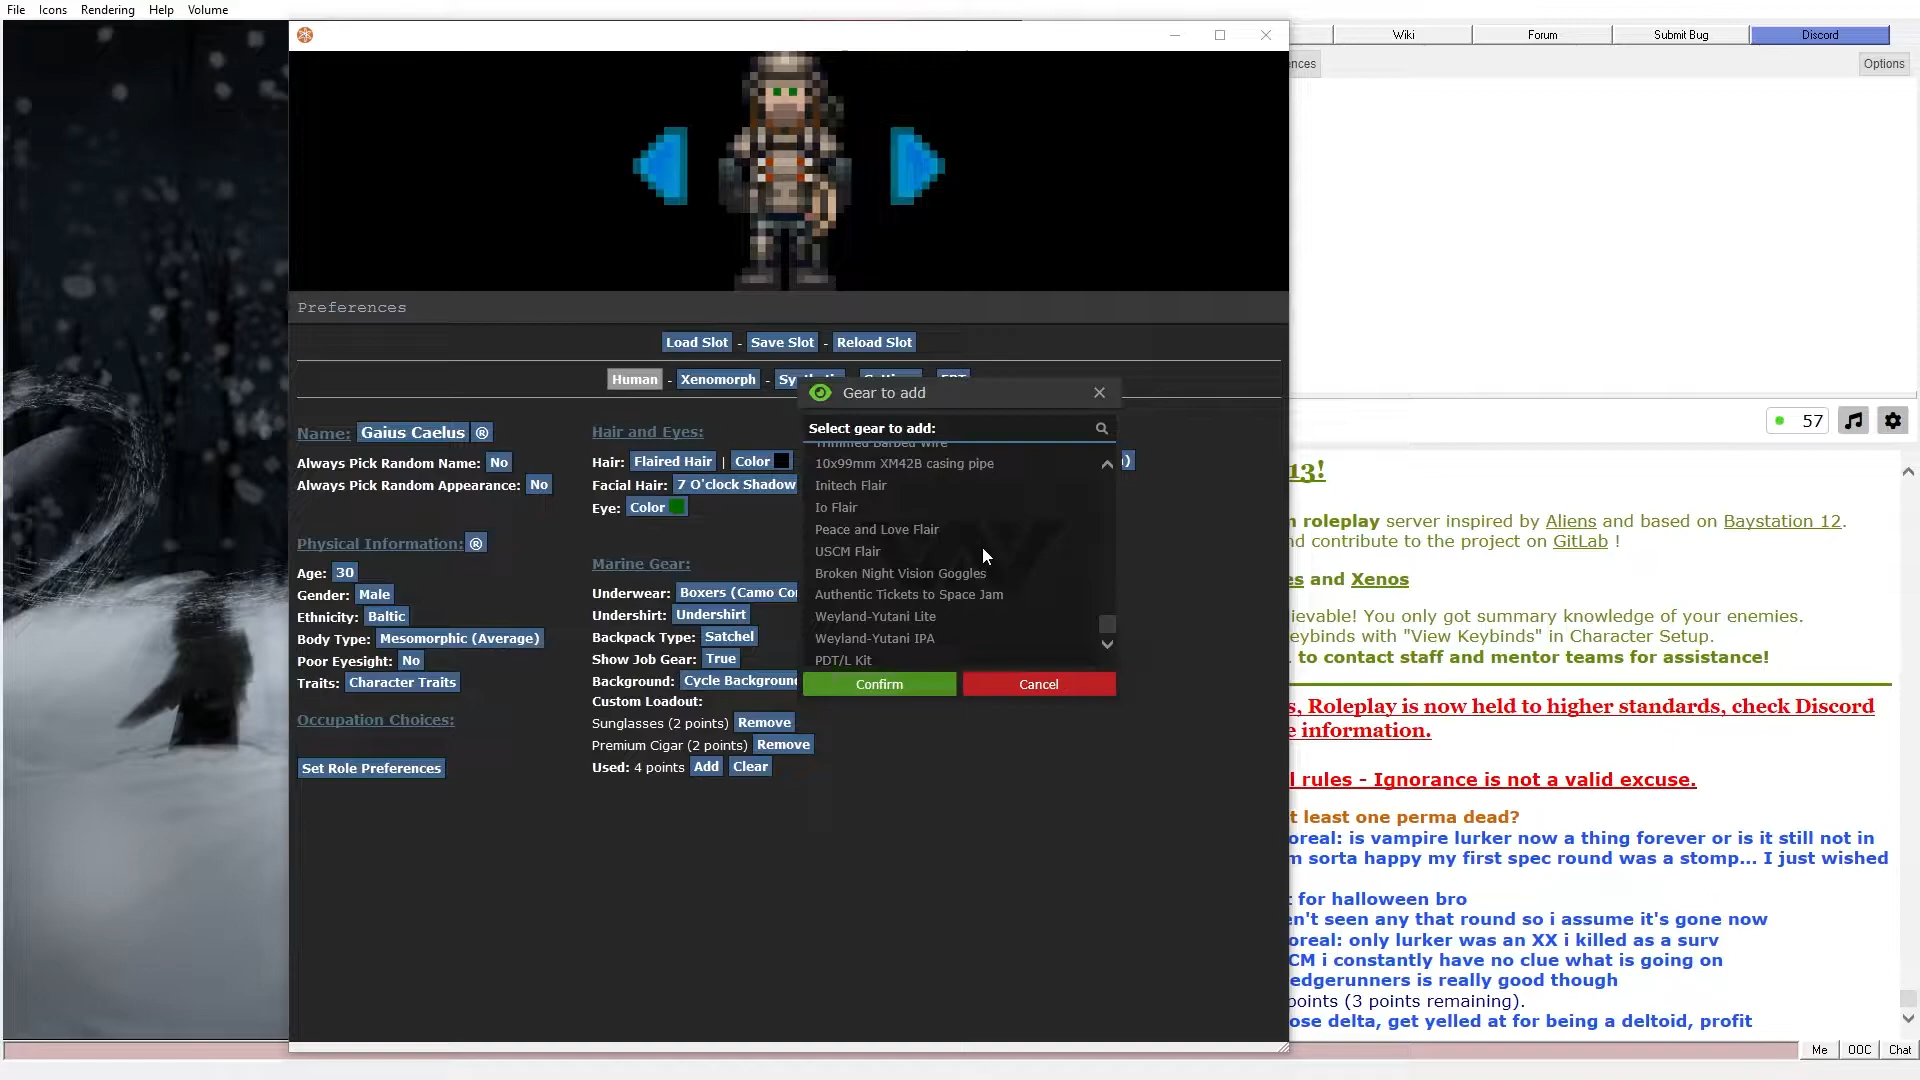 File Icons Rendering Help Volume
Wiki Forum Submit Bug Discord
Options
Preferences
Load Slot - Save Slot - Reload Slot
Human - Xenomorph -
Gear to add
Select gear to add:
Trimmed Barbed Wire
10x99mm XM42B casing pipe
Initech Flair
Io Flair
Peace and Love Flair
USCM Flair
Broken Night Vision Goggles
Authentic Tickets to Space Jam
Weyland-Yutani Lite
Weyland-Yutani IPA
PDT/L Kit
Confirm Cancel
Name: Gaius Caelus ®
Always Pick Random Name: No
Always Pick Random Appearance: No
Physical Information: ®
Age: 30
Gender: Male
Ethnicity: Baltic
Body Type: Mesomorphic (Average)
Poor Eyesight: No
Traits: Character Traits
Occupation Choices:
Set Role Preferences
Hair and Eyes:
Hair: Flaired Hair | Color
Facial Hair: 7 O'clock Shadow
Eye: Color
Marine Gear:
Underwear: Boxers (Camo
Undershirt: Undershirt
Backpack Type: Satchel
Show Job Gear: True
Background: Cycle Background
Custom Loadout:
Sunglasses (2 points) Remove
Premium Cigar (2 points) Remove
Used: 4 points Add Clear
57
13!
roleplay server inspired by Aliens and based on Baystation 12.
nd contribute to the project on GitLab !
es and Xenos
ievable! You only got summary knowledge of your enemies.
eybinds with "View Keybinds" in Character Setup.
to contact staff and mentor teams for assistance!
s, Roleplay is now held to higher standards, check Discord
e information.
l rules - Ignorance is not a valid excuse.
t least one perma dead?
oreal: is vampire lurker now a thing forever or is it still not in
m sorta happy my first spec round was a stomp... I just wished
for halloween bro
en't seen any that round so i assume it's gone now
oreal: only lurker was an XX i killed as a surv
CM i constantly have no clue what is going on
edgerunners is really good though
points (3 points remaining).
ose delta, get yelled at for being a deltoid, profit
Me OOC Chat